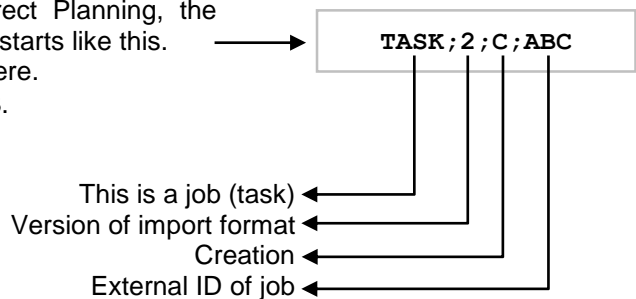 rect Planning, the
starts like this.
ere.
TASK;2;C;ABC
This is a job (task)
Version of import format
Creation
External ID of job